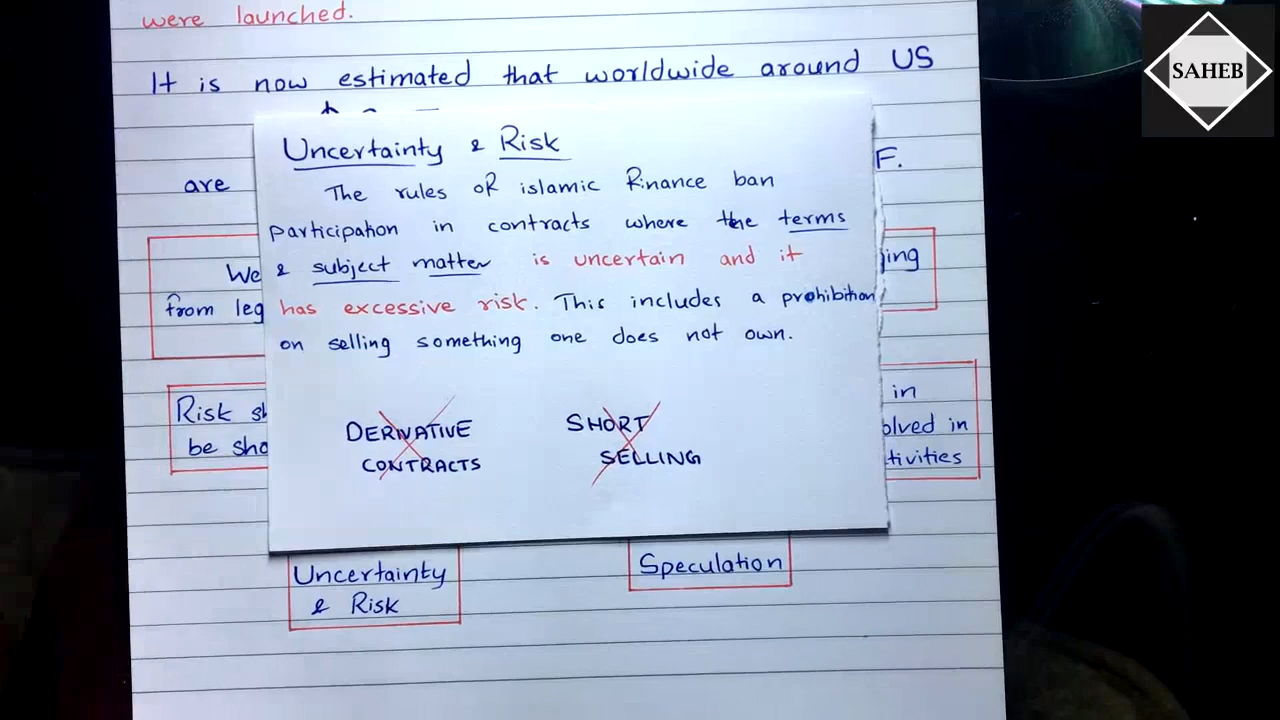 were launched.
SAHEB
It is now estimated that worldwide around US
Uncertainty & Risk
F.
are
The rules of islamic finance ban
participation in contracts where the terms
& subject matter is uncertain and it
We
ging
from leg
has excessive risk. This includes a prohibition
on selling something one does not own.
Risk sh
in
DERIVATIVE
SHORT
be sho
olved in
CONTRACTS
SELLING
tivities
Uncertainty
& Risk
Speculation